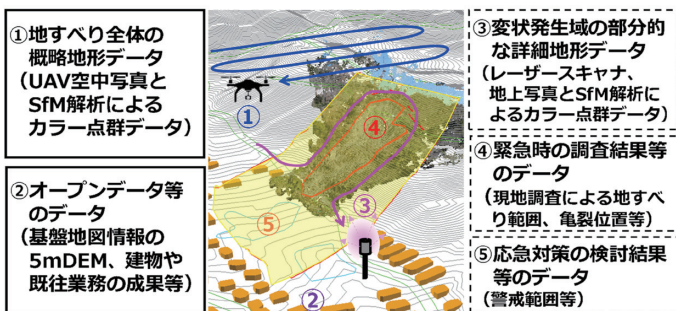 ①地すべり全体の
概略地形データ
（UAV空中写真と
SfM解析による
カラー点群データ）
②オープンデータ等
のデータ
（基盤地図情報の
5mDEM、建物や
既往業務の成果等）
①
④
③
⑤
②
③変状発生域の部分的
な詳細地形データ
（レーザースキャナ、
地上写真とSfM解析に
よるカラー点群データ）
④緊急時の調査結果等
のデータ
（現地調査による地すべ
り範囲、亀裂位置等）
⑤応急対策の検討結果
等のデータ
（警戒範囲等）